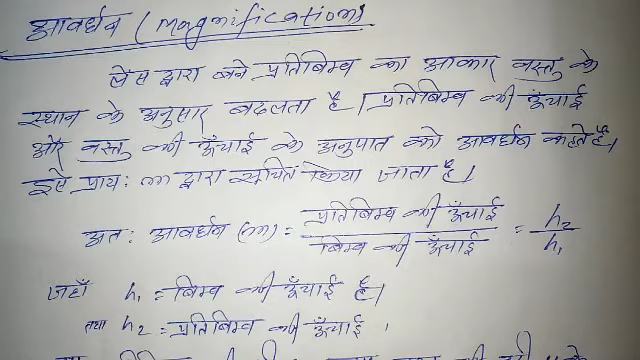 आवर्धन (Magnification)
लेंस द्वारा बने प्रतिबिम्ब का आकार वस्तु के
स्थान के अनुसार बदलता है। प्रतिबिम्ब की ऊँचाई
और वस्तु की ऊँचाई के अनुपात को आवर्धन कहते हैं।
इसे प्राय: m द्वारा सूचित किया जाता है।
अत: आवर्धन (m) = प्रतिबिम्ब की ऊँचाई / बिम्ब की ऊँचाई = h₂ / h₁
जहाँ h₁ = बिम्ब की ऊँचाई है।
तथा h₂ = प्रतिबिम्ब की ऊँचाई ।